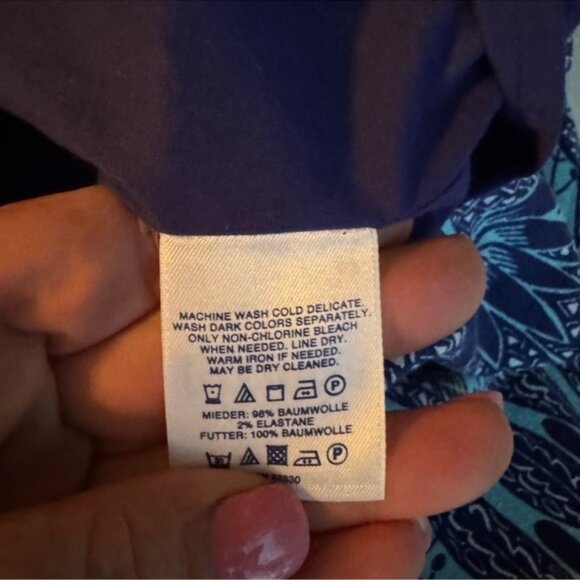 MACHINE WASH COLD DELICATE.
WASH DARK COLORS SEPARATELY.
ONLY NON-CHLORINE BLEACH
WHEN NEEDED. LINE DRY.
WARM IRON IF NEEDED.
MAY BE DRY CLEANED.
P
MIEDER: 98% BAUMWOLLE
2% ELASTANE
FUTTER: 100% BAUMWOLLE
P